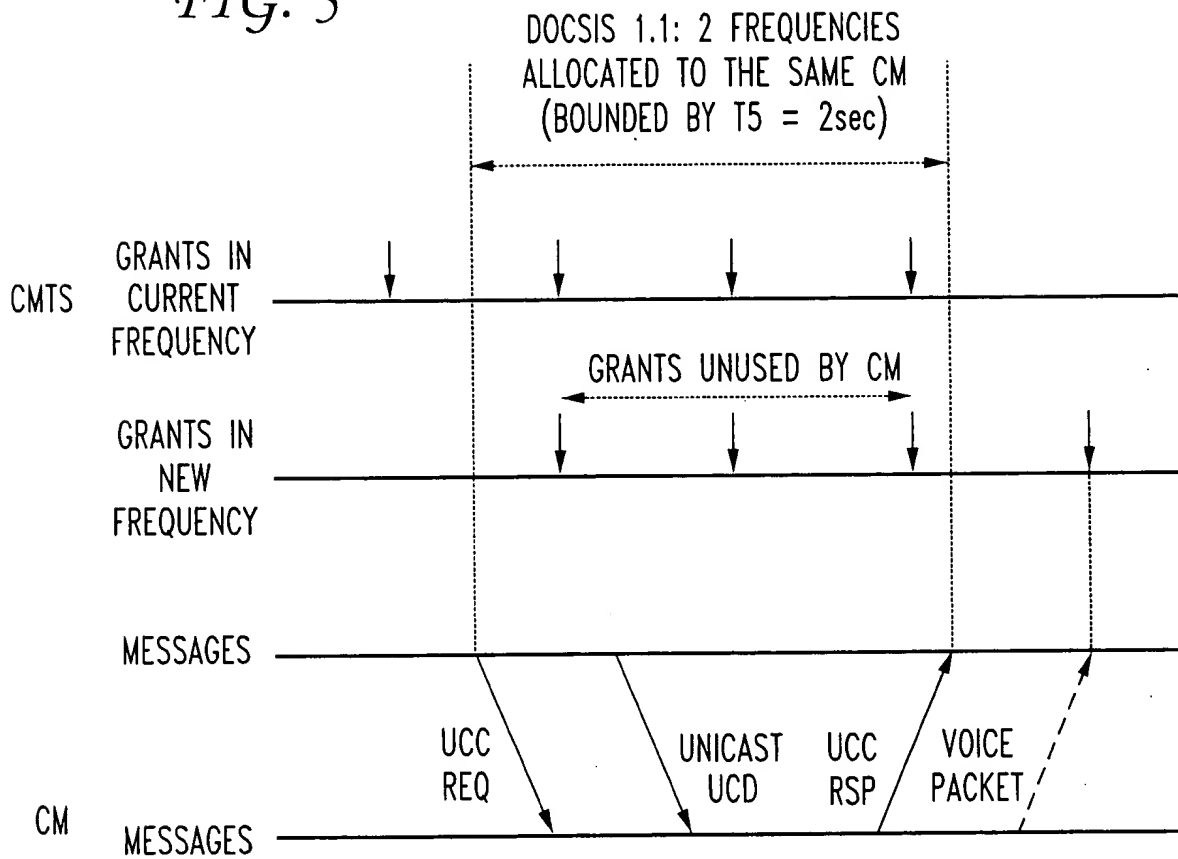 FIG. 5
DOCSIS 1.1: 2 FREQUENCIES
ALLOCATED TO THE SAME CM
(BOUNDED BY T5 = 2sec)
CMTS
GRANTS IN
CURRENT
FREQUENCY
GRANTS UNUSED BY CM
GRANTS IN
NEW
FREQUENCY
MESSAGES
UCC
REQ
UNICAST
UCD
UCC
RSP
VOICE
PACKET
CM
MESSAGES